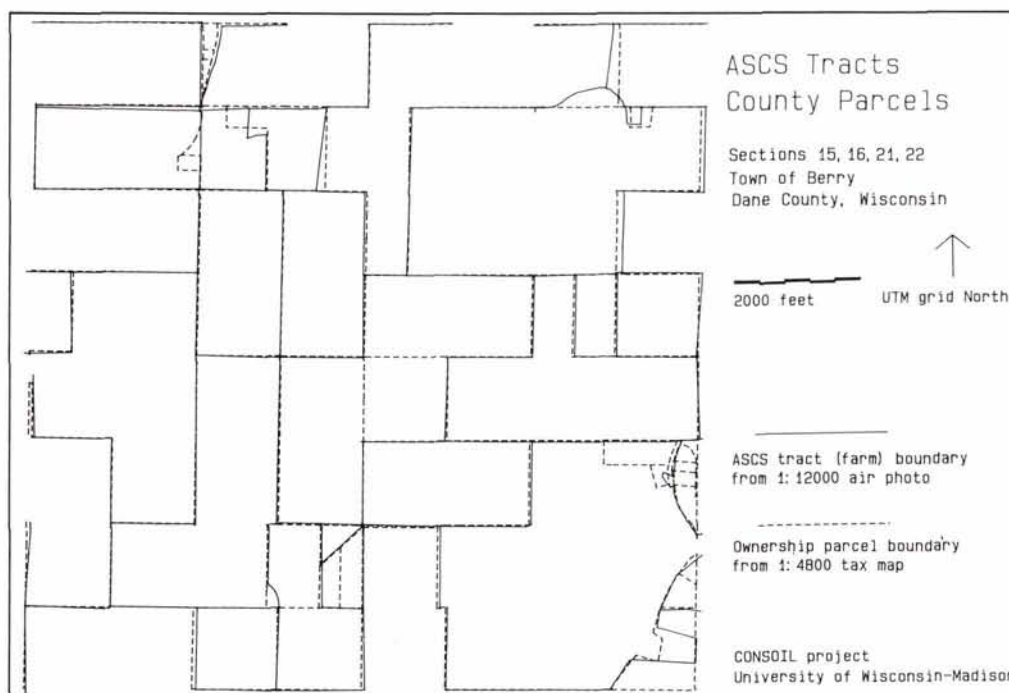 ASCS Tracts
County Parcels
Sections 15, 16, 21, 22
Town of Berry
Dane County, Wisconsin
2000 feet
UTM grid North
ASCS tract (farm) boundary
from 1: 12000 air photo
Ownership parcel boundary
from 1: 4800 tax map
CONSOIL project
University of Wisconsin-Madison